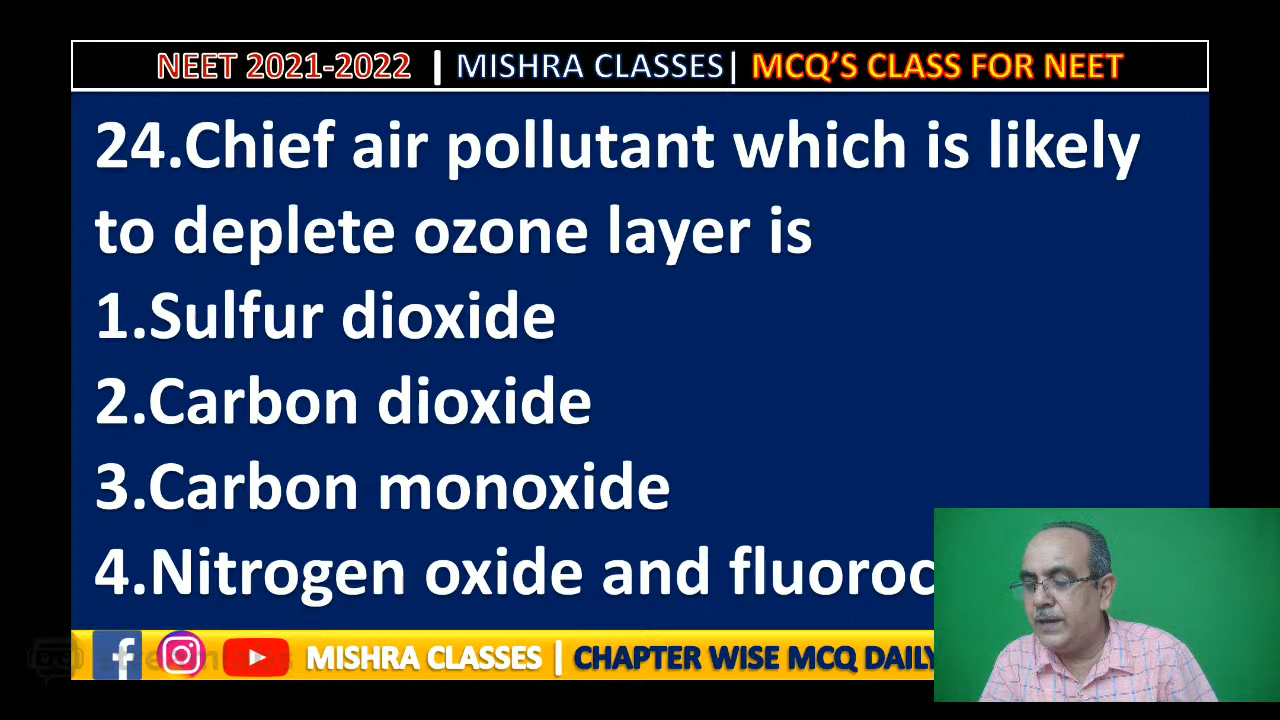 NEET 2021-2022 | MISHRA CLASSES| MCQ'S CLASS FOR NEET
24.Chief air pollutant which is likely
to deplete ozone layer is
1.Sulfur dioxide
2.Carbon dioxide
3.Carbon monoxide
4.Nitrogen oxide and fluoroc
MISHRA CLASSES | CHAPTER WISE MCQ DAILY